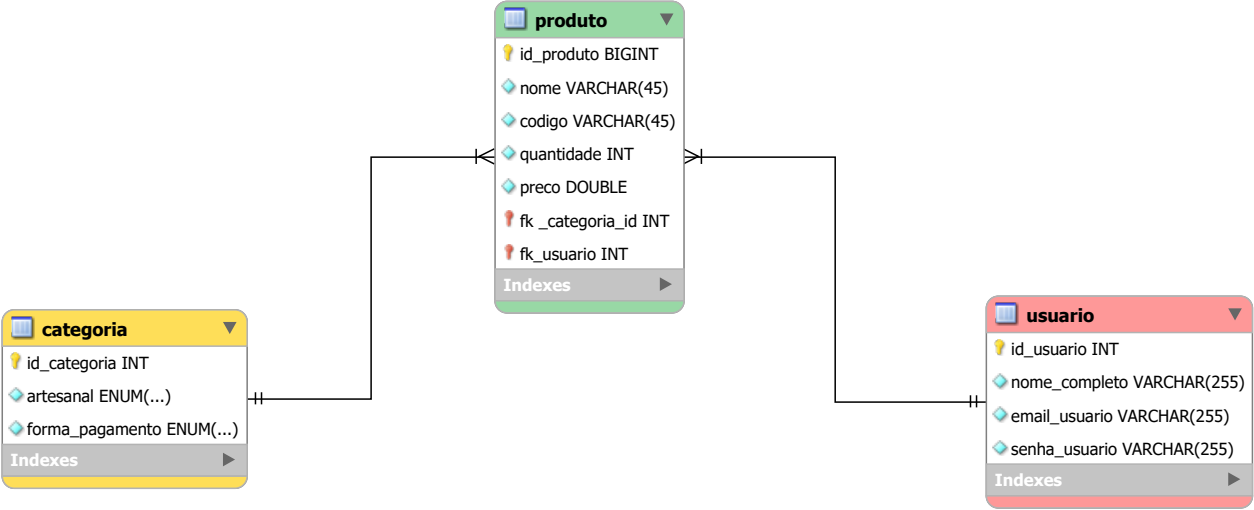 produto
id_produto BIGINT
nome VARCHAR(45)
codigo VARCHAR(45)
quantidade INT
preco DOUBLE
fk _categoria_id INT
fk_usuario INT
Indexes
categoria
id_categoria INT
artesanal ENUM(...)
forma_pagamento ENUM(...)
Indexes
usuario
id_usuario INT
nome_completo VARCHAR(255)
email_usuario VARCHAR(255)
senha_usuario VARCHAR(255)
Indexes